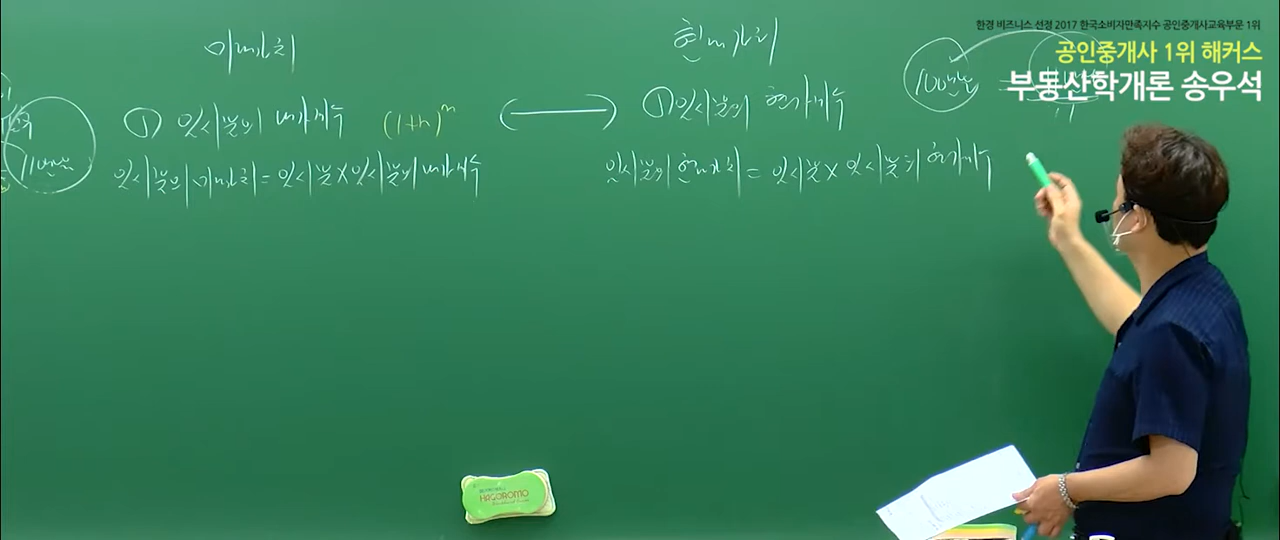 한경 비즈니스 선정 2017 한국소비자만족지수 공인중개사교육부문 1위
공인중개사 1위 해커스
부동산학개론 송우석
미래가치
현재가치
100만원
① 일시불의 내가계수 (1+r)ⁿ
① 일시불의 현가계수
110만원
일시불의 미래가치 = 일시불 × 일시불의 내가계수
일시불의 현재가치 = 일시불 × 일시불의 현가계수
HAGOROMO